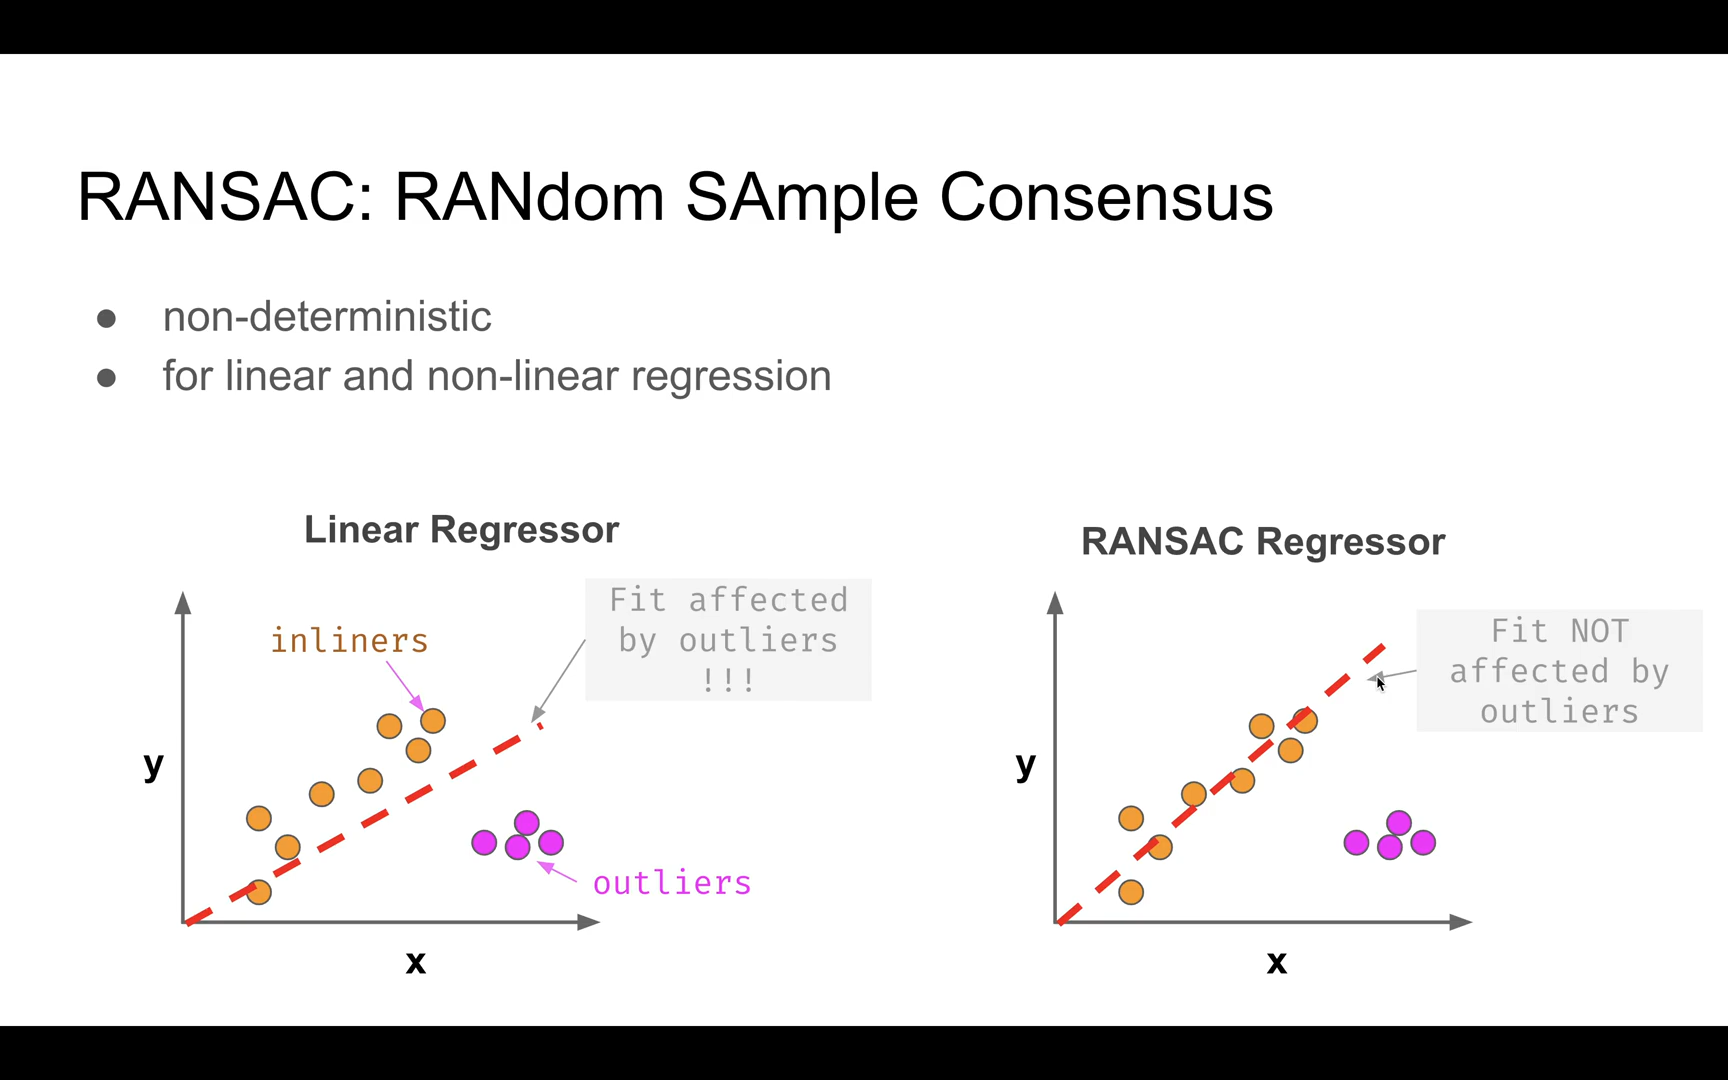 RANSAC: RANdom SAmple Consensus
● non-deterministic
● for linear and non-linear regression
Linear Regressor
Fit affected
by outliers
!!!
inliners
y
outliers
x
RANSAC Regressor
Fit NOT
affected by
outliers
y
x